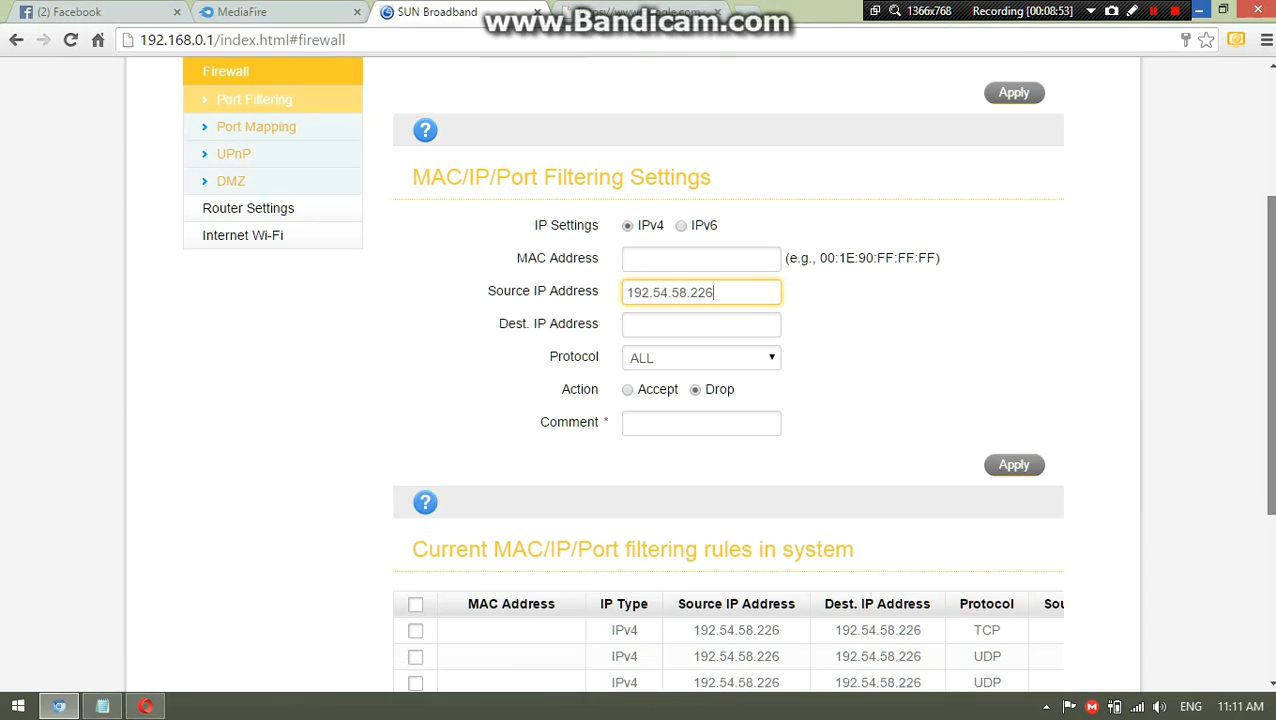 Facebook × MediaFire × SUN Broadband
www.Bandicam.com
1366x768 Recording [00:08:53]
192.168.0.1/index.html#firewall
Firewall
Port Filtering
Port Mapping
UPnP
DMZ
Router Settings
Internet Wi-Fi
Apply
?
MAC/IP/Port Filtering Settings
IP Settings IPv4 IPv6
MAC Address (e.g., 00:1E:90:FF:FF:FF)
Source IP Address 192.54.58.226
Dest. IP Address
Protocol ALL
Action Accept Drop
Comment *
Apply
?
Current MAC/IP/Port filtering rules in system
MAC Address IP Type Source IP Address Dest. IP Address Protocol Sou
IPv4 192.54.58.226 192.54.58.226 TCP
IPv4 192.54.58.226 192.54.58.226 UDP
IPv4 192.54.58.226 192.54.58.226 UDP
ENG 11:11 AM